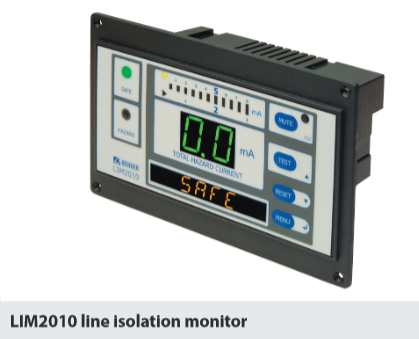 SAFE
HAZARD
BENDER
LIM2010
5
2
mA
0.0 mA
TOTAL HAZARD CURRENT
SAFE
MUTE
TEST
RESET
MENU
LIM2010 line isolation monitor